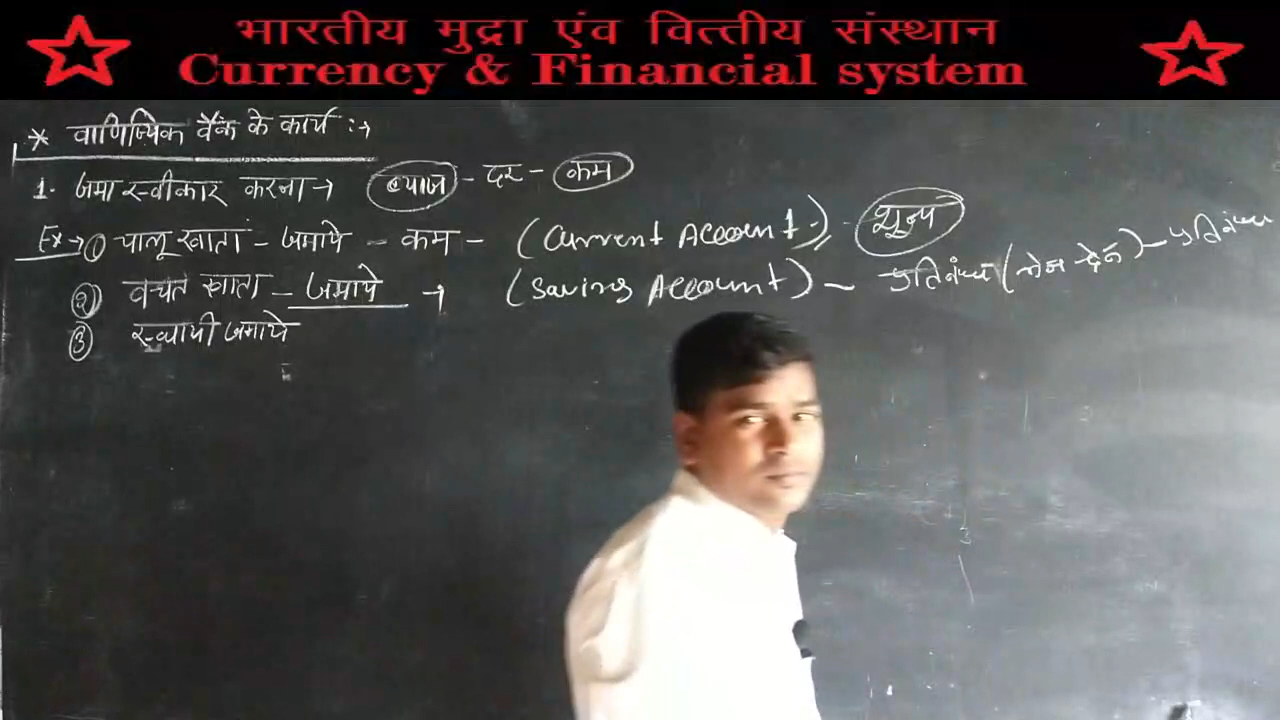 भारतीय मुद्रा एंव वित्तीय संस्थान
Currency & Financial system
* वाणिज्यिक बैंक के कार्य :→
1. जमा स्वीकार करना → ब्याज - दर - कम
Ex → ① चालू खाता - जमाये - कम - (Current Account) - शून्य
② बचत खाता - जमाये → (Saving Account) - प्रतिबंध (लेन देन) - प्रतिबंध
③ स्थायी जमाये